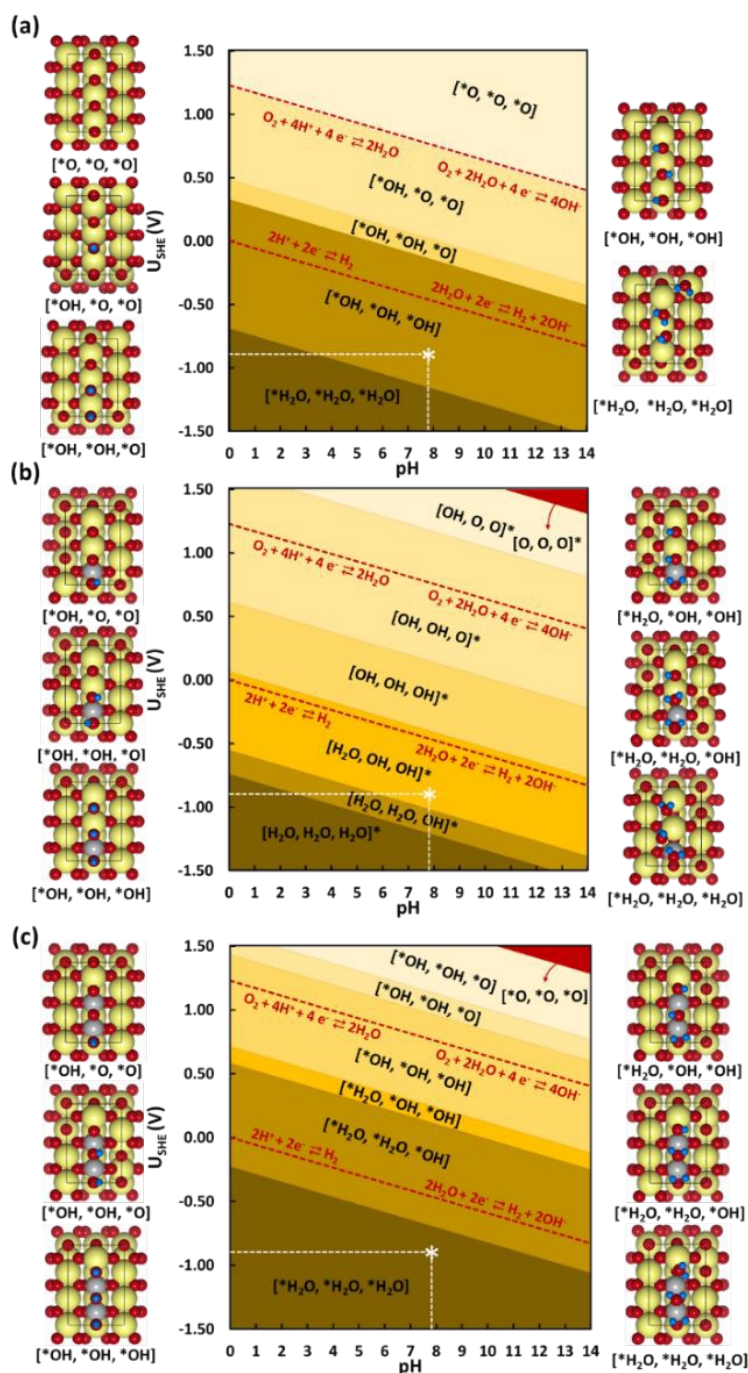 (a)
[*O, *O, *O]
[*OH, *O, *O]
[*OH, *OH,*O]
U_SHE (V)
1.50
1.00
0.50
0.00
-0.50
-1.00
-1.50
[*O, *O, *O]
O₂ + 4H⁺ + 4 e⁻ ⇄ 2H₂O
O₂ + 2H₂O + 4 e⁻ ⇄ 4OH⁻
[*OH, *O, *O]
[*OH, *OH, *O]
2H⁺ + 2e⁻ ⇄ H₂
2H₂O + 2e⁻ ⇄ H₂ + 2OH⁻
[*OH, *OH, *OH]
[*H₂O, *H₂O, *H₂O]
0 1 2 3 4 5 6 7 8 9 10 11 12 13 14
pH
[*OH, *OH, *OH]
[*H₂O, *H₂O, *H₂O]
(b)
[*OH, *O, *O]
[*OH, *OH, *O]
[*OH, *OH, *OH]
U_SHE (V)
1.50
1.00
0.50
0.00
-0.50
-1.00
-1.50
[OH, O, O]*
[O, O, O]*
O₂ + 4H⁺ + 4 e⁻ ⇄ 2H₂O
O₂ + 2H₂O + 4 e⁻ ⇄ 4OH⁻
[OH, OH, O]*
[OH, OH, OH]*
2H⁺ + 2e⁻ ⇄ H₂
2H₂O + 2e⁻ ⇄ H₂ + 2OH⁻
[H₂O, OH, OH]*
[H₂O, H₂O, OH]*
[H₂O, H₂O, H₂O]*
0 1 2 3 4 5 6 7 8 9 10 11 12 13 14
pH
[*H₂O, *OH, *OH]
[*H₂O, *H₂O, *OH]
[*H₂O, *H₂O, *H₂O]
(c)
[*OH, *O, *O]
[*OH, *OH, *O]
[*OH, *OH, *OH]
U_SHE (V)
1.50
1.00
0.50
0.00
-0.50
-1.00
-1.50
[*OH, *OH, *O]
[*O, *O, *O]
[*OH, *OH, *O]
O₂ + 4H⁺ + 4 e⁻ ⇄ 2H₂O
O₂ + 2H₂O + 4 e⁻ ⇄ 4OH⁻
[*OH, *OH, *OH]
[*H₂O, *OH, *OH]
[*H₂O, *H₂O, *OH]
2H⁺ + 2e⁻ ⇄ H₂
2H₂O + 2e⁻ ⇄ H₂ + 2OH⁻
[*H₂O, *H₂O, *H₂O]
0 1 2 3 4 5 6 7 8 9 10 11 12 13 14
pH
[*H₂O, *OH, *OH]
[*H₂O, *H₂O, *OH]
[*H₂O, *H₂O, *H₂O]